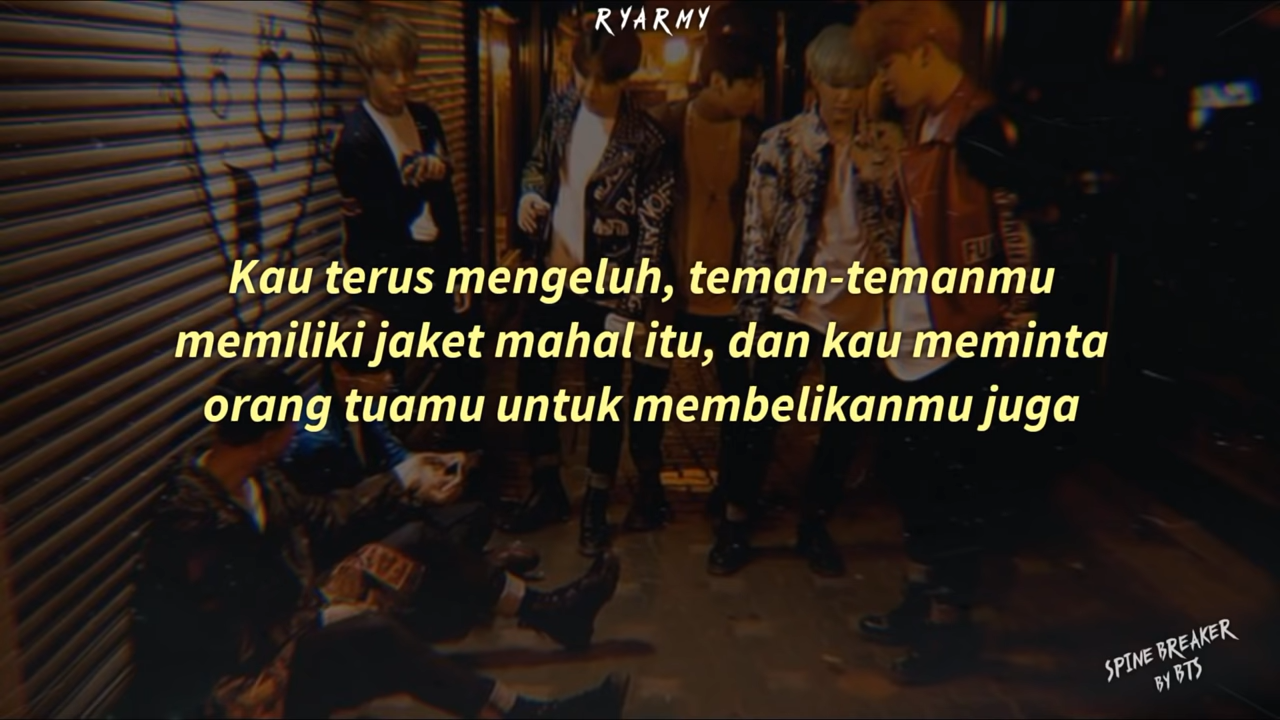 RYARMY
Kau terus mengeluh, teman-temanmu
memiliki jaket mahal itu, dan kau meminta
orang tuamu untuk membelikanmu juga
SPINE BREAKER
BY BTS